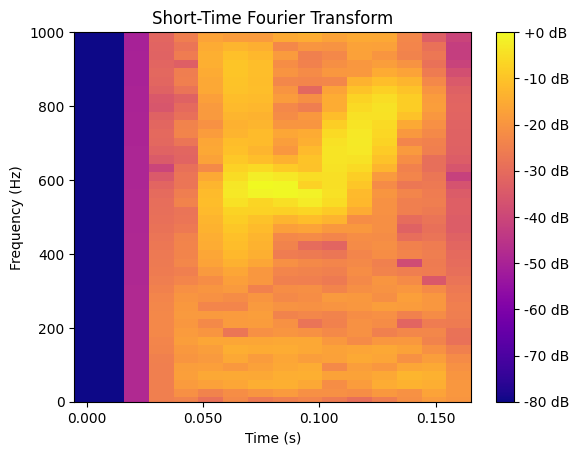 Short-Time Fourier Transform
1000
800
600
400
200
0
Frequency (Hz)
0.000
0.050
0.100
0.150
Time (s)
+0 dB
-10 dB
-20 dB
-30 dB
-40 dB
-50 dB
-60 dB
-70 dB
-80 dB